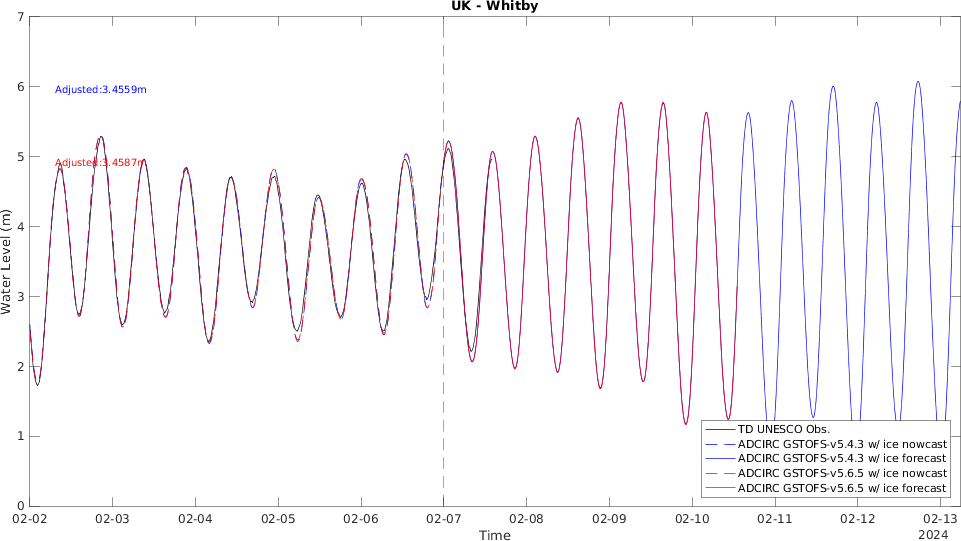 UK - Whitby
7
6
5
4
3
2
1
0
Water Level (m)
Adjusted:3.4559m
Adjusted:3.4587m
TD UNESCO Obs.
ADCIRC GSTOFS-v5.4.3 w/ ice nowcast
ADCIRC GSTOFS-v5.4.3 w/ ice forecast
ADCIRC GSTOFS-v5.6.5 w/ ice nowcast
ADCIRC GSTOFS-v5.6.5 w/ ice forecast
02-02 02-03 02-04 02-05 02-06 02-07 02-08 02-09 02-10 02-11 02-12 02-13
Time
2024